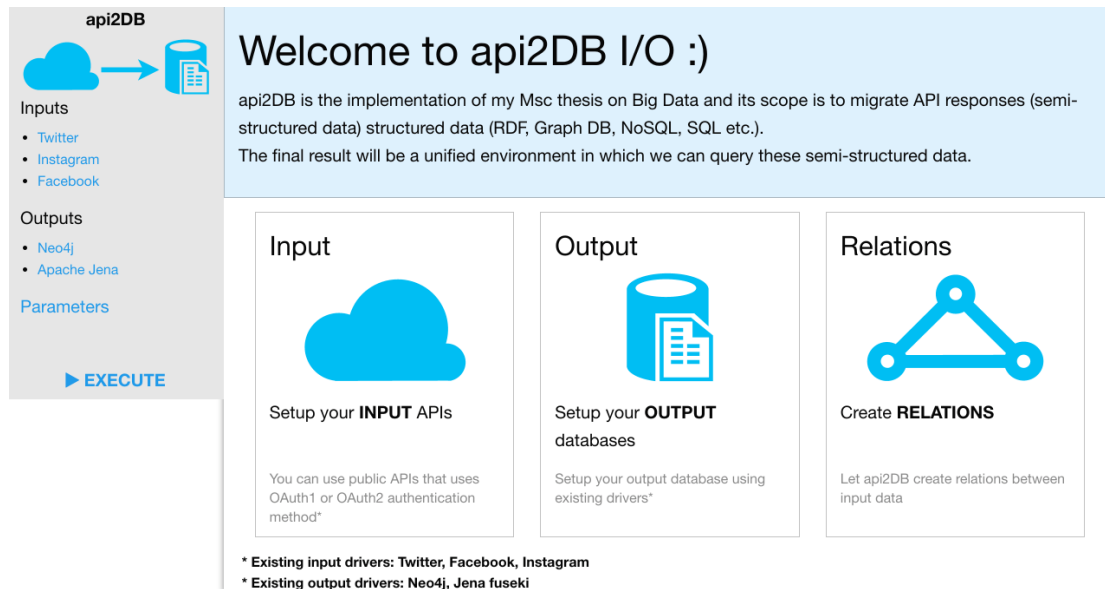 api2DB
Inputs
• Twitter
• Instagram
• Facebook
Outputs
• Neo4j
• Apache Jena
Parameters
EXECUTE
Welcome to api2DB I/O :)
api2DB is the implementation of my Msc thesis on Big Data and its scope is to migrate API responses (semi-
structured data) structured data (RDF, Graph DB, NoSQL, SQL etc.).
The final result will be a unified environment in which we can query these semi-structured data.
Input
Setup your INPUT APIs
You can use public APIs that uses
OAuth1 or OAuth2 authentication
method*
Output
Setup your OUTPUT
databases
Setup your output database using
existing drivers*
Relations
Create RELATIONS
Let api2DB create relations between
input data
* Existing input drivers: Twitter, Facebook, Instagram
* Existing output drivers: Neo4j, Jena fuseki